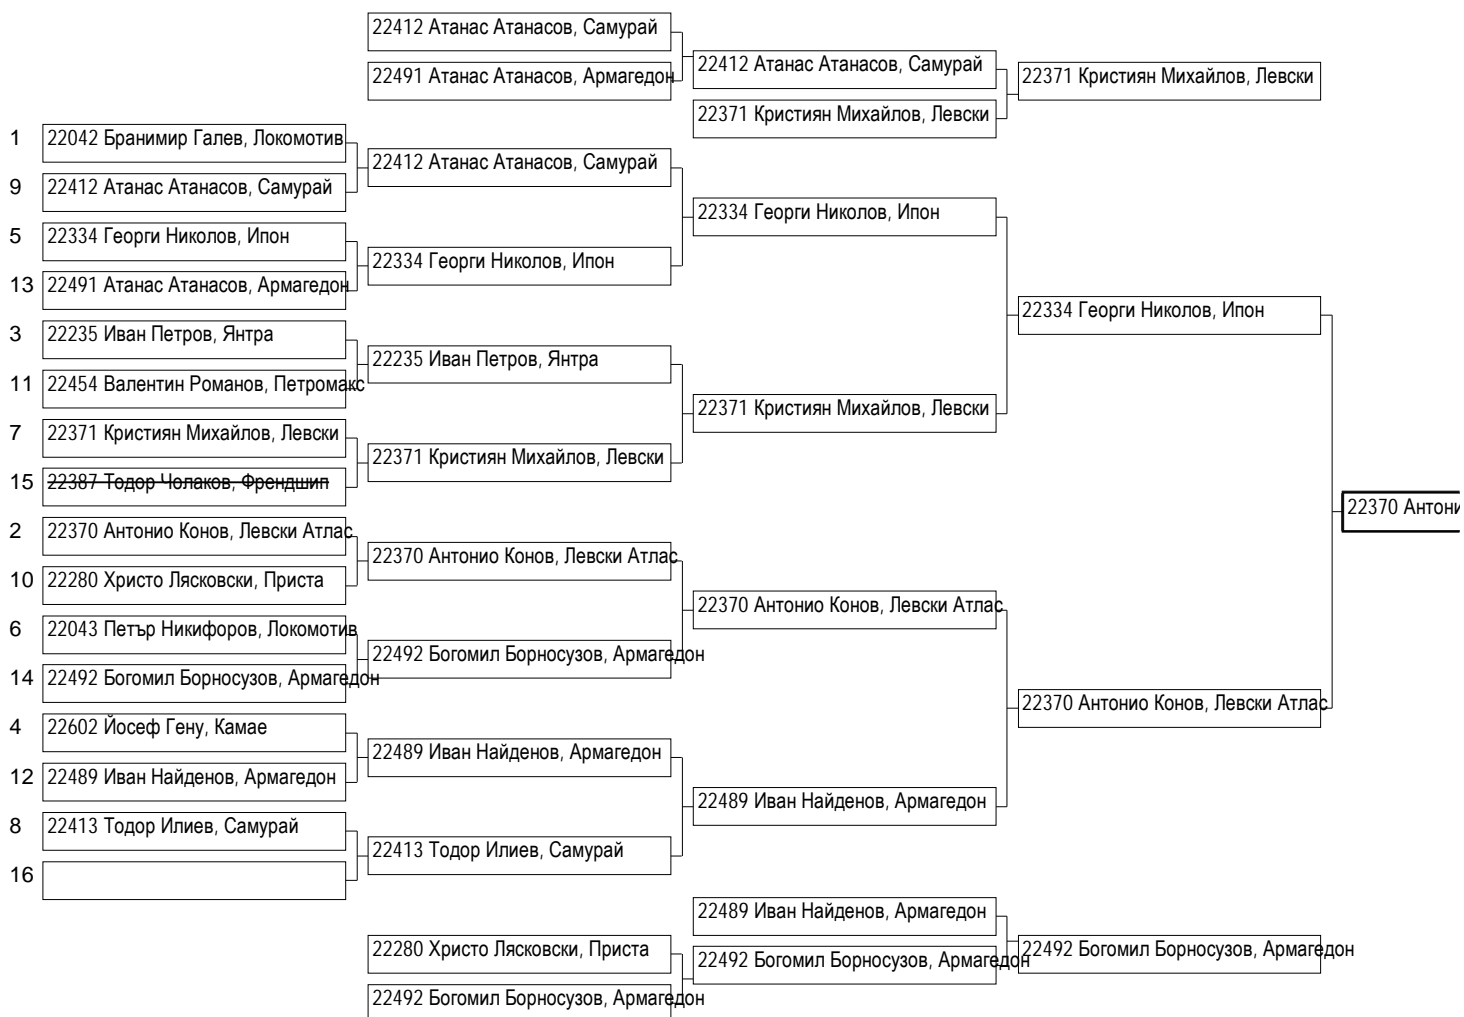 22412 Атанас Атанасов, Самурай
22491 Атанас Атанасов, Армагедон
22412 Атанас Атанасов, Самурай
22371 Кристиян Михайлов, Левски
22371 Кристиян Михайлов, Левски
1 22042 Бранимир Галев, Локомотив
9 22412 Атанас Атанасов, Самурай
5 22334 Георги Николов, Ипон
13 22491 Атанас Атанасов, Армагедон
3 22235 Иван Петров, Янтра
11 22454 Валентин Романов, Петромакс
7 22371 Кристиян Михайлов, Левски
15 22387 Тодор Чолаков, Френдшип
2 22370 Антонио Конов, Левски Атлас
10 22280 Христо Лясковски, Приста
6 22043 Петър Никифоров, Локомотив
14 22492 Богомил Борносузов, Армагедон
4 22602 Йосеф Гену, Камае
12 22489 Иван Найденов, Армагедон
8 22413 Тодор Илиев, Самурай
16
22412 Атанас Атанасов, Самурай
22334 Георги Николов, Ипон
22235 Иван Петров, Янтра
22371 Кристиян Михайлов, Левски
22370 Антонио Конов, Левски Атлас
22492 Богомил Борносузов, Армагедон
22489 Иван Найденов, Армагедон
22413 Тодор Илиев, Самурай
22334 Георги Николов, Ипон
22371 Кристиян Михайлов, Левски
22370 Антонио Конов, Левски Атлас
22489 Иван Найденов, Армагедон
22334 Георги Николов, Ипон
22370 Антонио Конов, Левски Атлас
22370 Антони
22280 Христо Лясковски, Приста
22492 Богомил Борносузов, Армагедон
22489 Иван Найденов, Армагедон
22492 Богомил Борносузов, Армагедон
22492 Богомил Борносузов, Армагедон